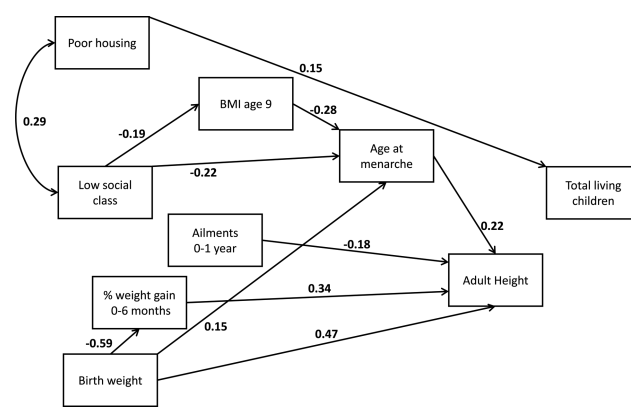 Poor housing
0.15
BMI age 9
-0.28
0.29
-0.19
Age at
menarche
Low social
class
-0.22
Total living
children
Ailments
0-1 year
0.22
-0.18
Adult Height
% weight gain
0-6 months
0.34
0.15
0.47
-0.59
Birth weight